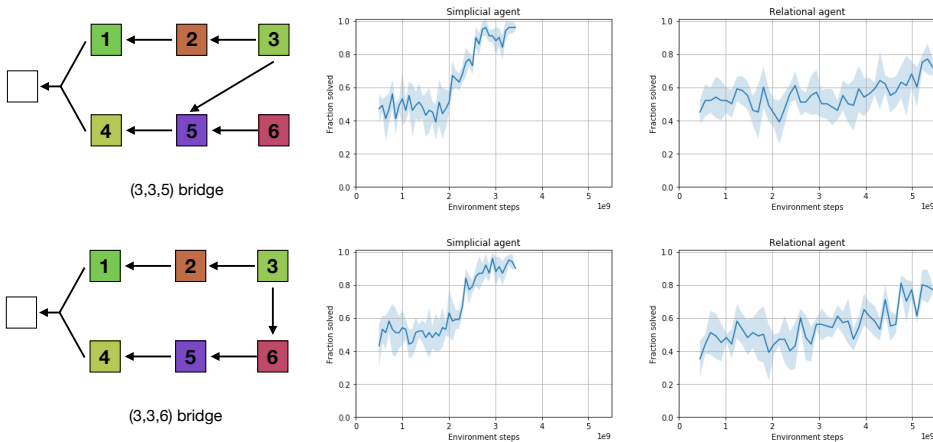 1 2 3
4 5 6
(3,3,5) bridge
Simplicial agent
Fraction solved
1.0
0.8
0.6
0.4
0.2
0.0
0 1 2 3 4 5
1e9
Environment steps
Relational agent
Fraction solved
1.0
0.8
0.6
0.4
0.2
0.0
0 1 2 3 4 5
1e9
Environment steps
1 2 3
4 5 6
(3,3,6) bridge
Simplicial agent
Fraction solved
1.0
0.8
0.6
0.4
0.2
0.0
0 1 2 3 4 5
1e9
Environment steps
Relational agent
Fraction solved
1.0
0.8
0.6
0.4
0.2
0.0
0 1 2 3 4 5
1e9
Environment steps